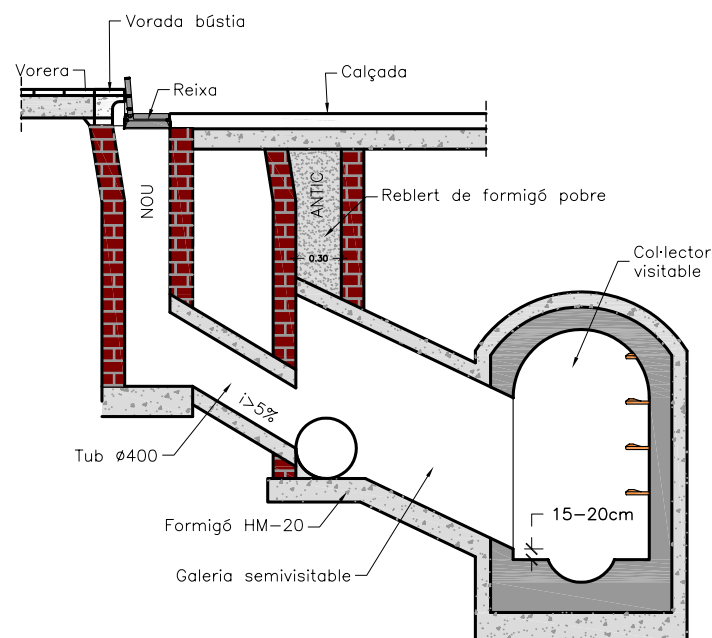 Vorada bústia
Vorera
Reixa
Calçada
NOU
ANTIC
Reblert de formigó pobre
0.30
Col·lector
visitable
i>5%
Tub ø400
15-20cm
Formigó HM-20
Galeria semivisitable